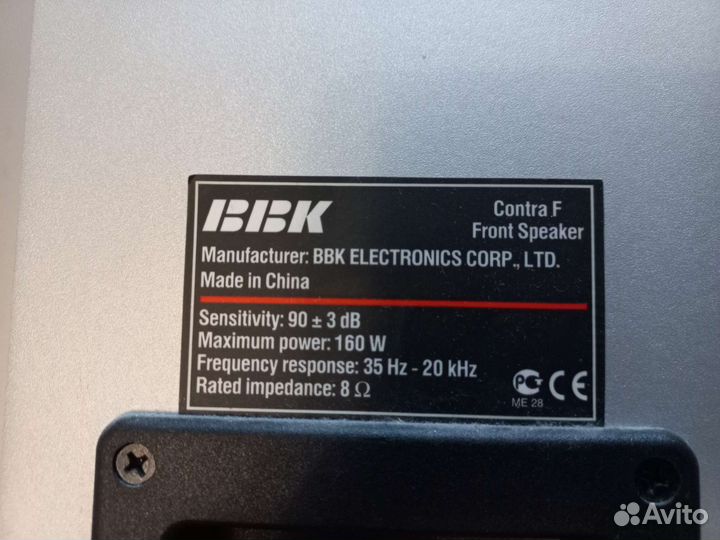 BBK
Contra F
Front Speaker
Manufacturer: BBK ELECTRONICS CORP., LTD.
Made in China
Sensitivity: 90 ± 3 dB
Maximum power: 160 W
Frequency response: 35 Hz - 20 kHz
Rated impedance: 8 Ω
РСТ CE
ME 28
Avito